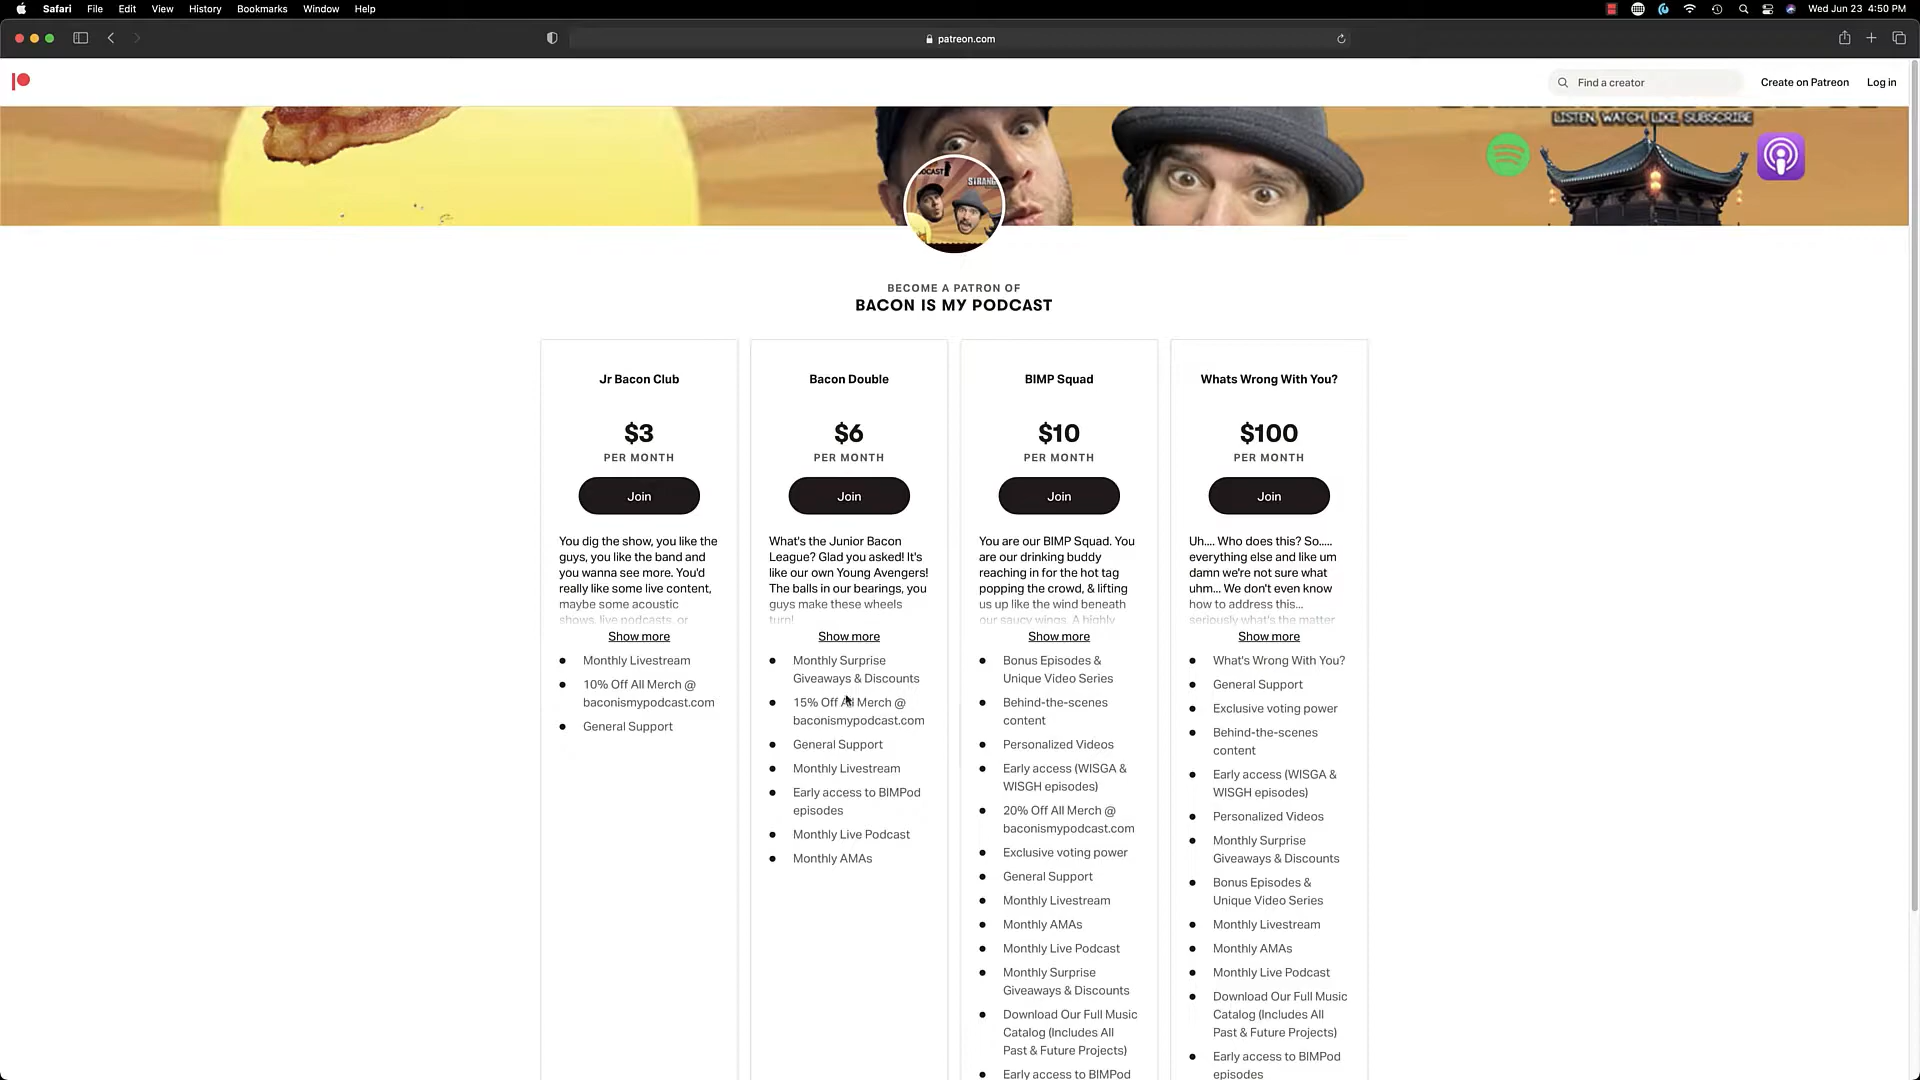 Safari File Edit View History Bookmarks Window Help
Wed Jun 23 4:50 PM
patreon.com
Find a creator
Create on Patreon
Log in
LISTEN, WATCH, LIKE, SUBSCRIBE
BECOME A PATRON OF
BACON IS MY PODCAST
Jr Bacon Club
$3
PER MONTH
Join
You dig the show, you like the
guys, you like the band and
you wanna see more. You'd
really like some live content,
maybe some acoustic
shows, live podcasts, or
Show more
Monthly Livestream
10% Off All Merch @
baconismypodcast.com
General Support
Bacon Double
$6
PER MONTH
Join
What's the Junior Bacon
League? Glad you asked! It's
like our own Young Avengers!
The balls in our bearings, you
guys make these wheels
turn!
Show more
Monthly Surprise
Giveaways & Discounts
15% Off All Merch @
baconismypodcast.com
General Support
Monthly Livestream
Early access to BIMPod
episodes
Monthly Live Podcast
Monthly AMAs
BIMP Squad
$10
PER MONTH
Join
You are our BIMP Squad. You
are our drinking buddy
reaching in for the hot tag
popping the crowd, & lifting
us up like the wind beneath
our saucy wings. A highly
Show more
Bonus Episodes &
Unique Video Series
Behind-the-scenes
content
Personalized Videos
Early access (WISGA &
WISGH episodes)
20% Off All Merch @
baconismypodcast.com
Exclusive voting power
General Support
Monthly Livestream
Monthly AMAs
Monthly Live Podcast
Monthly Surprise
Giveaways & Discounts
Download Our Full Music
Catalog (Includes All
Past & Future Projects)
Early access to BIMPod
Whats Wrong With You?
$100
PER MONTH
Join
Uh.... Who does this? So.....
everything else and like um
damn we're not sure what
uhm... We don't even know
how to address this...
seriously what's the matter
Show more
What's Wrong With You?
General Support
Exclusive voting power
Behind-the-scenes
content
Early access (WISGA &
WISGH episodes)
Personalized Videos
Monthly Surprise
Giveaways & Discounts
Bonus Episodes &
Unique Video Series
Monthly Livestream
Monthly AMAs
Monthly Live Podcast
Download Our Full Music
Catalog (Includes All
Past & Future Projects)
Early access to BIMPod
episodes